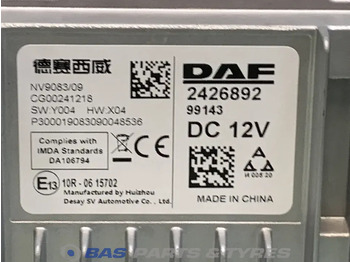 德赛西威
DAF
NV9083/09
CG00241218
SW:Y004 HW:X04
P300019083090048536
2426892
99143
DC 12V
Complies with
IMDA Standards
DA106794
E13
10R - 06 15702
Manufactured by Huizhou
Desay SV Automotive Co., Ltd.
MADE IN CHINA
BAS PARTS & TYRES